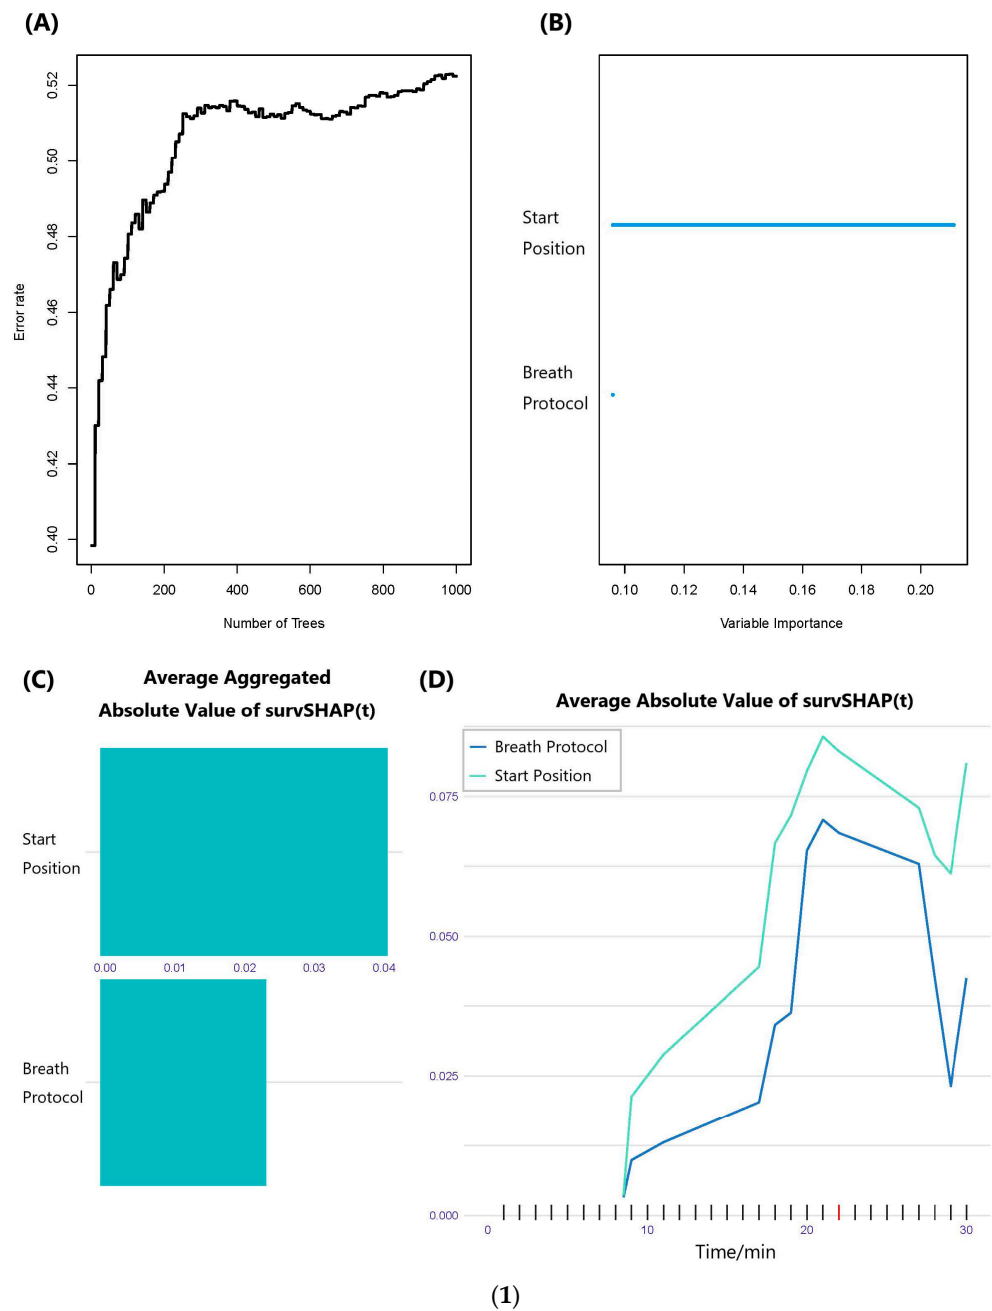 (A)
(B)
0.52
0.50
0.48
0.46
0.44
0.42
0.40
Error rate
0 200 400 600 800 1000
Number of Trees
Start
Position
Breath
Protocol
0.10 0.12 0.14 0.16 0.18 0.20
Variable Importance
(C)
Average Aggregated
Absolute Value of survSHAP(t)
Start
Position
0.00 0.01 0.02 0.03 0.04
Breath
Protocol
(D)
Average Absolute Value of survSHAP(t)
Breath Protocol
Start Position
0.075
0.050
0.025
0.000
0 10 20 30
Time/min
(1)